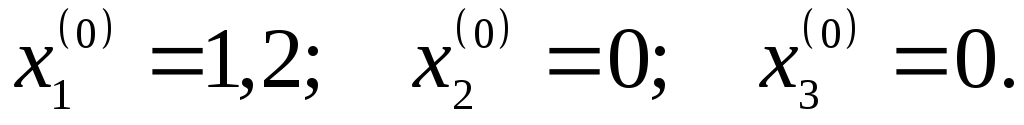 x₁⁽⁰⁾ =1,2; x₂⁽⁰⁾ =0; x₃⁽⁰⁾ =0.